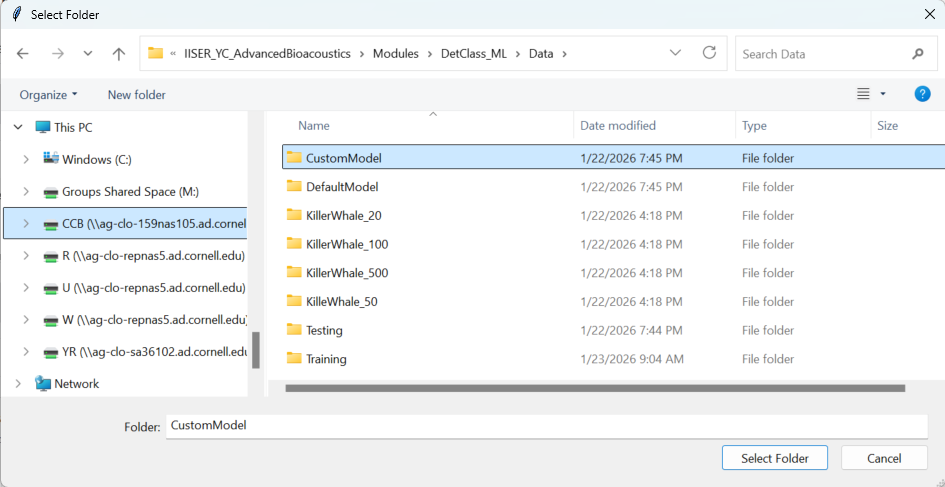 Select Folder
« IISER_YC_AdvancedBioacoustics > Modules > DetClass_ML > Data >
Search Data
Organize
New folder
This PC
Windows (C:)
Groups Shared Space (M:)
CCB (\\ag-clo-159nas105.ad.cornel
R (\\ag-clo-repnas5.ad.cornell.edu)
U (\\ag-clo-repnas5.ad.cornell.edu)
W (\\ag-clo-repnas5.ad.cornell.edu
YR (\\ag-clo-sa36102.ad.cornell.edu
Network
Name Date modified Type Size
CustomModel 1/22/2026 7:45 PM File folder
DefaultModel 1/22/2026 7:45 PM File folder
KillerWhale_20 1/22/2026 4:18 PM File folder
KillerWhale_100 1/22/2026 4:18 PM File folder
KillerWhale_500 1/22/2026 4:18 PM File folder
KilleWhale_50 1/22/2026 4:18 PM File folder
Testing 1/22/2026 7:44 PM File folder
Training 1/23/2026 9:04 AM File folder
Folder: CustomModel
Select Folder
Cancel